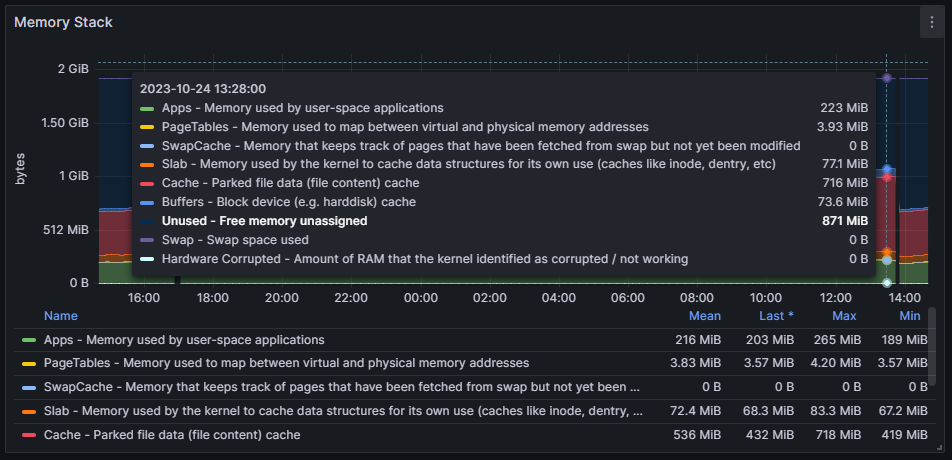 Memory Stack
2 GiB
1.50 GiB
1 GiB
512 MiB
0 B
bytes
2023-10-24 13:28:00
Apps - Memory used by user-space applications 223 MiB
PageTables - Memory used to map between virtual and physical memory addresses 3.93 MiB
SwapCache - Memory that keeps track of pages that have been fetched from swap but not yet been modified 0 B
Slab - Memory used by the kernel to cache data structures for its own use (caches like inode, dentry, etc) 77.1 MiB
Cache - Parked file data (file content) cache 716 MiB
Buffers - Block device (e.g. harddisk) cache 73.6 MiB
Unused - Free memory unassigned 871 MiB
Swap - Swap space used 0 B
Hardware Corrupted - Amount of RAM that the kernel identified as corrupted / not working 0 B
16:00 18:00 20:00 22:00 00:00 02:00 04:00 06:00 08:00 10:00 12:00 14:00
Name Mean Last * Max Min
Apps - Memory used by user-space applications 216 MiB 203 MiB 265 MiB 189 MiB
PageTables - Memory used to map between virtual and physical memory addresses 3.83 MiB 3.57 MiB 4.20 MiB 3.57 MiB
SwapCache - Memory that keeps track of pages that have been fetched from swap but not yet been ... 0 B 0 B 0 B 0 B
Slab - Memory used by the kernel to cache data structures for its own use (caches like inode, dentry, ... 72.4 MiB 68.3 MiB 83.3 MiB 67.2 MiB
Cache - Parked file data (file content) cache 536 MiB 432 MiB 718 MiB 419 MiB